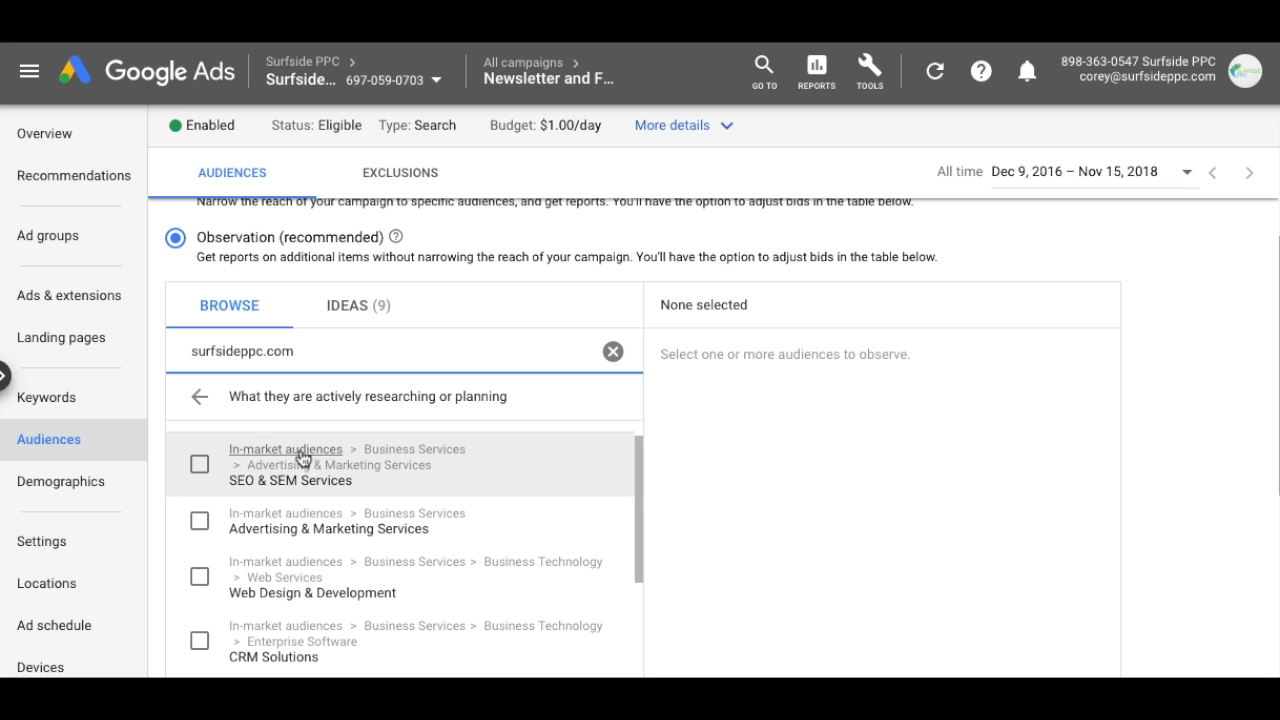 Google Ads
Surfside PPC >
Surfside... 697-059-0703
All campaigns >
Newsletter and F...
GO TO
REPORTS
TOOLS
898-363-0547 Surfside PPC
corey@surfsideppc.com
Overview
Recommendations
Ad groups
Ads & extensions
Landing pages
Keywords
Audiences
Demographics
Settings
Locations
Ad schedule
Devices
Enabled Status: Eligible Type: Search Budget: $1.00/day More details
AUDIENCES EXCLUSIONS
All time Dec 9, 2016 – Nov 15, 2018
Narrow the reach of your campaign to specific audiences, and get reports. You'll have the option to adjust bids in the table below.
Observation (recommended)
Get reports on additional items without narrowing the reach of your campaign. You'll have the option to adjust bids in the table below.
BROWSE IDEAS (9)
surfsideppc.com
What they are actively researching or planning
In-market audiences > Business Services
> Advertising & Marketing Services
SEO & SEM Services
In-market audiences > Business Services
Advertising & Marketing Services
In-market audiences > Business Services > Business Technology
> Web Services
Web Design & Development
In-market audiences > Business Services > Business Technology
> Enterprise Software
CRM Solutions
None selected
Select one or more audiences to observe.